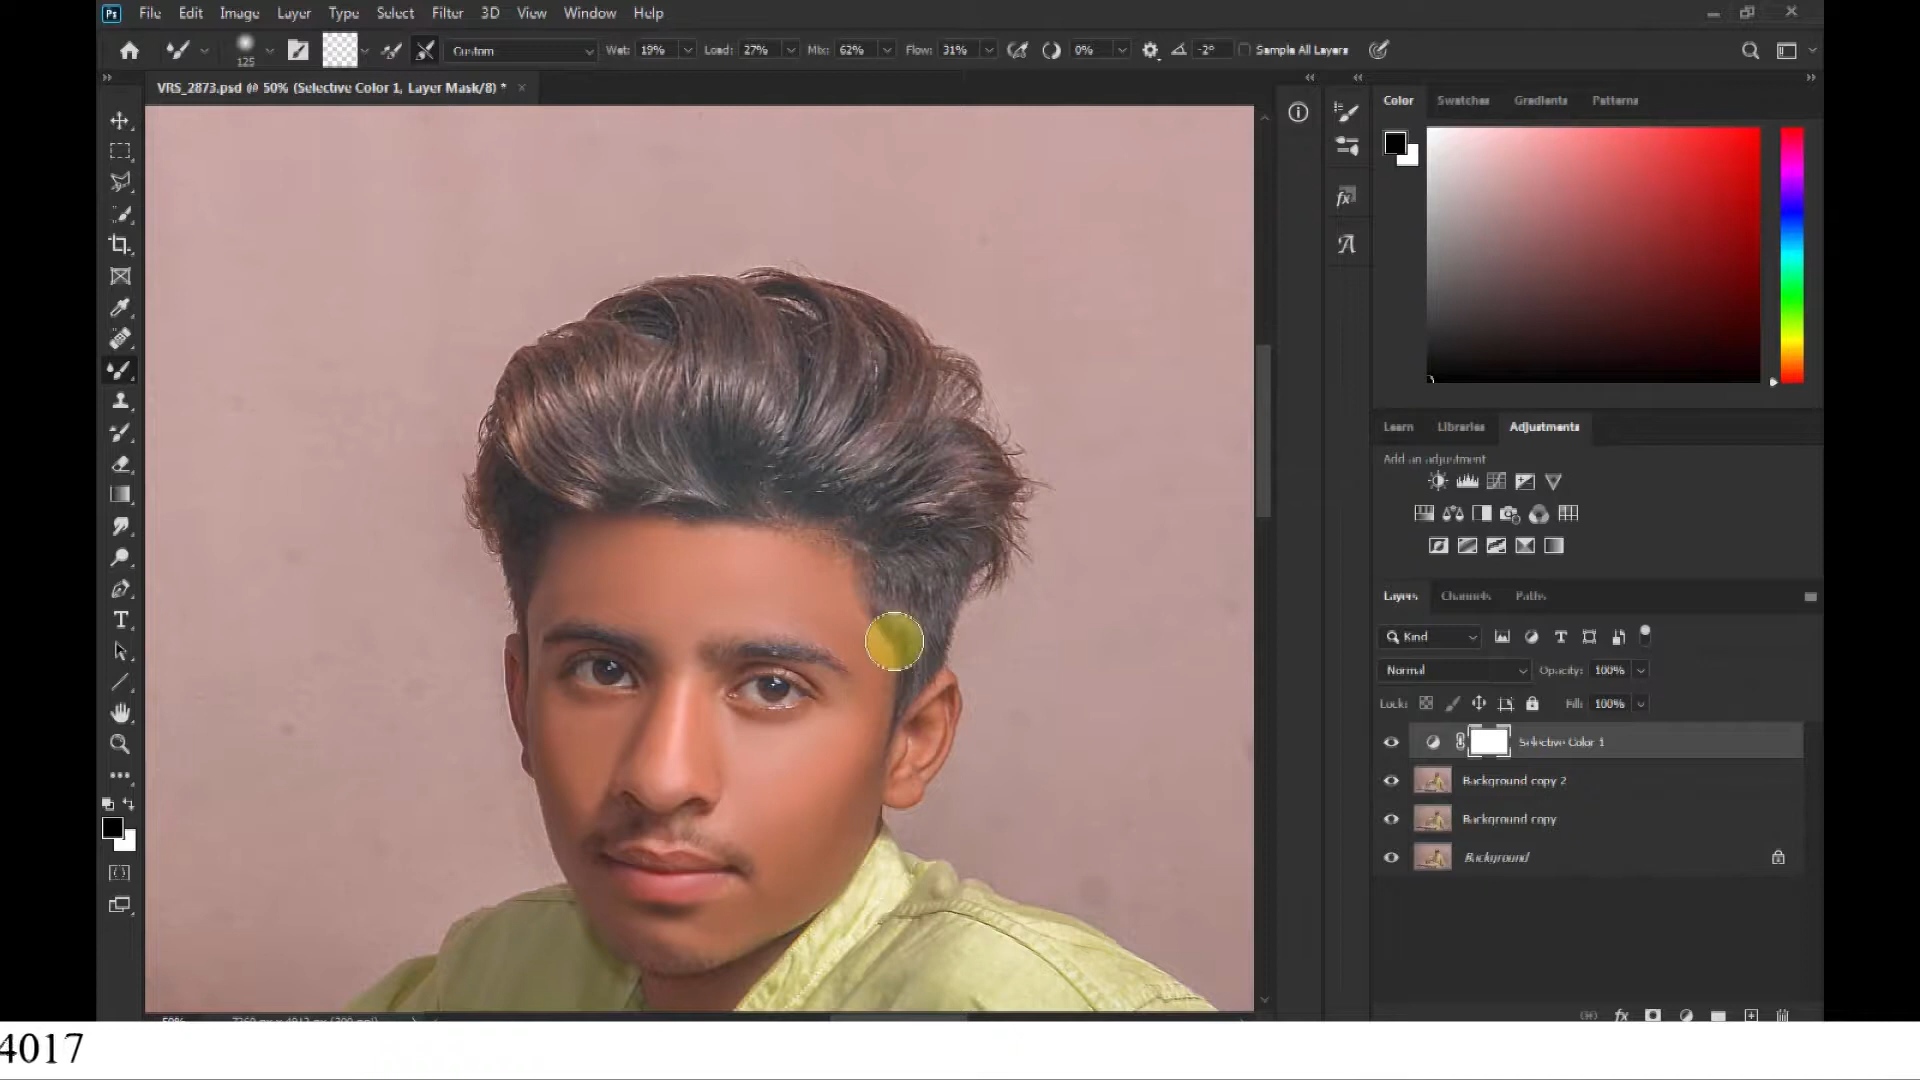 Ps File Edit Image Layer Type Select Filter 3D View Window Help
125 Custom Wet: 19% Load: 27% Mix: 62% Flow: 31% 0% -2° Sample All Layers
VRS_2873.psd @ 50% (Selective Color 1, Layer Mask/8) * ×
Color Swatches Gradients Patterns
Learn Libraries Adjustments
Add an adjustment
Layers Channels Paths
Kind
Normal Opacity: 100%
Lock: Fill: 100%
Selective Color 1
Background copy 2
Background copy
Background
4017